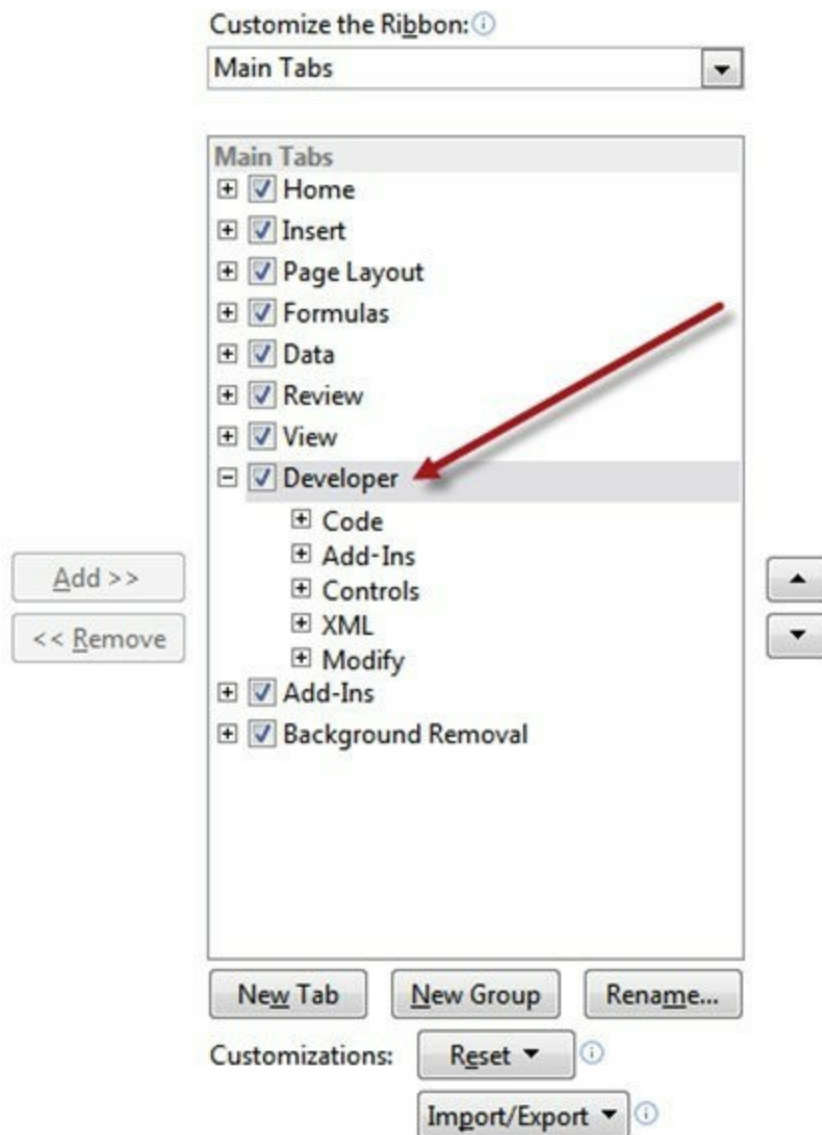 Customize the Ribbon:
Main Tabs
Main Tabs
Home
Insert
Page Layout
Formulas
Data
Review
View
Developer
Code
Add-Ins
Controls
XML
Modify
Add-Ins
Background Removal
Add >>
<< Remove
New Tab New Group Rename...
Customizations: Reset
Import/Export